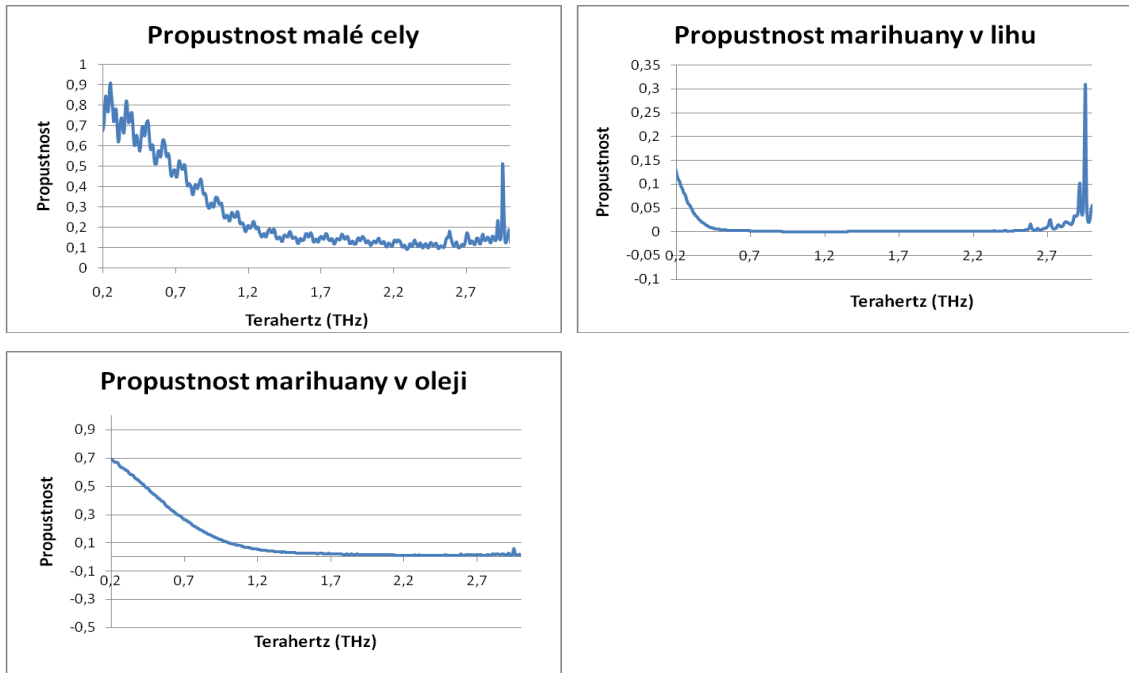 Propustnost malé cely
1
0,9
0,8
0,7
0,6
0,5
0,4
0,3
0,2
0,1
0
Propustnost
0,2 0,7 1,2 1,7 2,2 2,7
Terahertz (THz)
Propustnost marihuany v lihu
0,35
0,3
0,25
0,2
0,15
0,1
0,05
0
-0,05
-0,1
Propustnost
0,2 0,7 1,2 1,7 2,2 2,7
Terahertz (THz)
Propustnost marihuany v oleji
0,9
0,7
0,5
0,3
0,1
-0,1
-0,3
-0,5
Propustnost
0,2 0,7 1,2 1,7 2,2 2,7
Terahertz (THz)